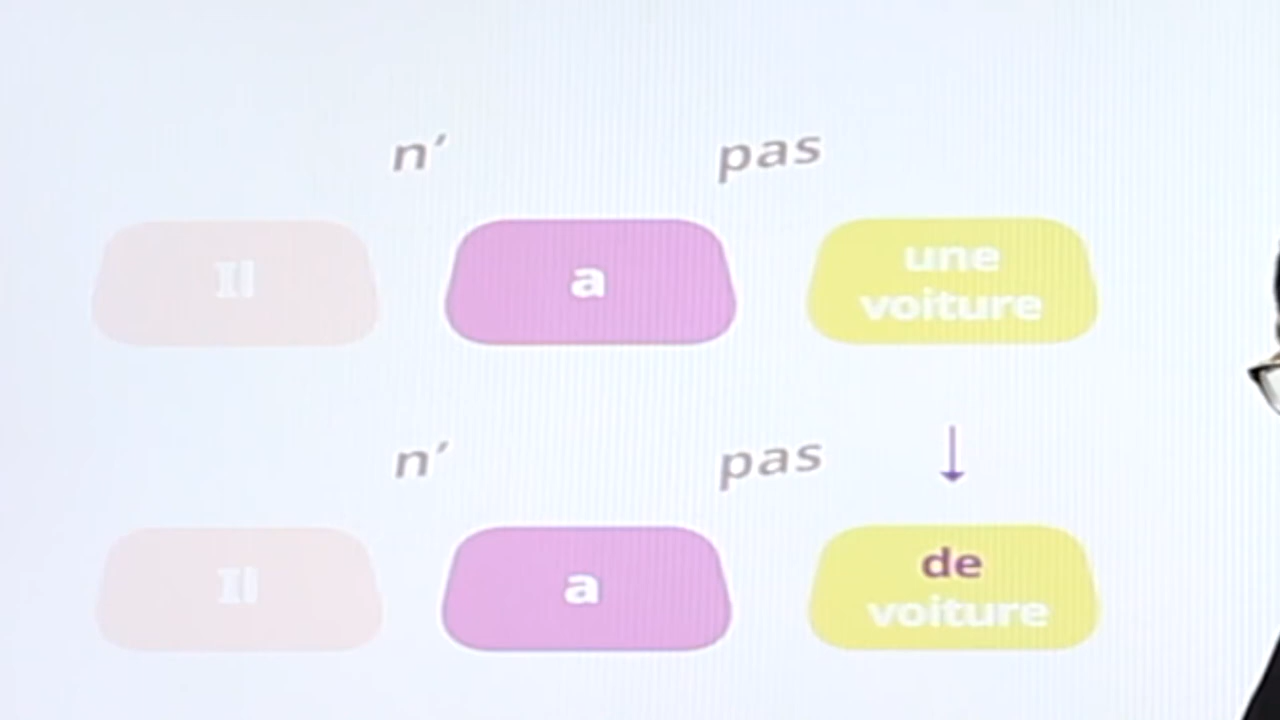 n’ pas
Il a une
voiture
n’ pas
Il a de
voiture